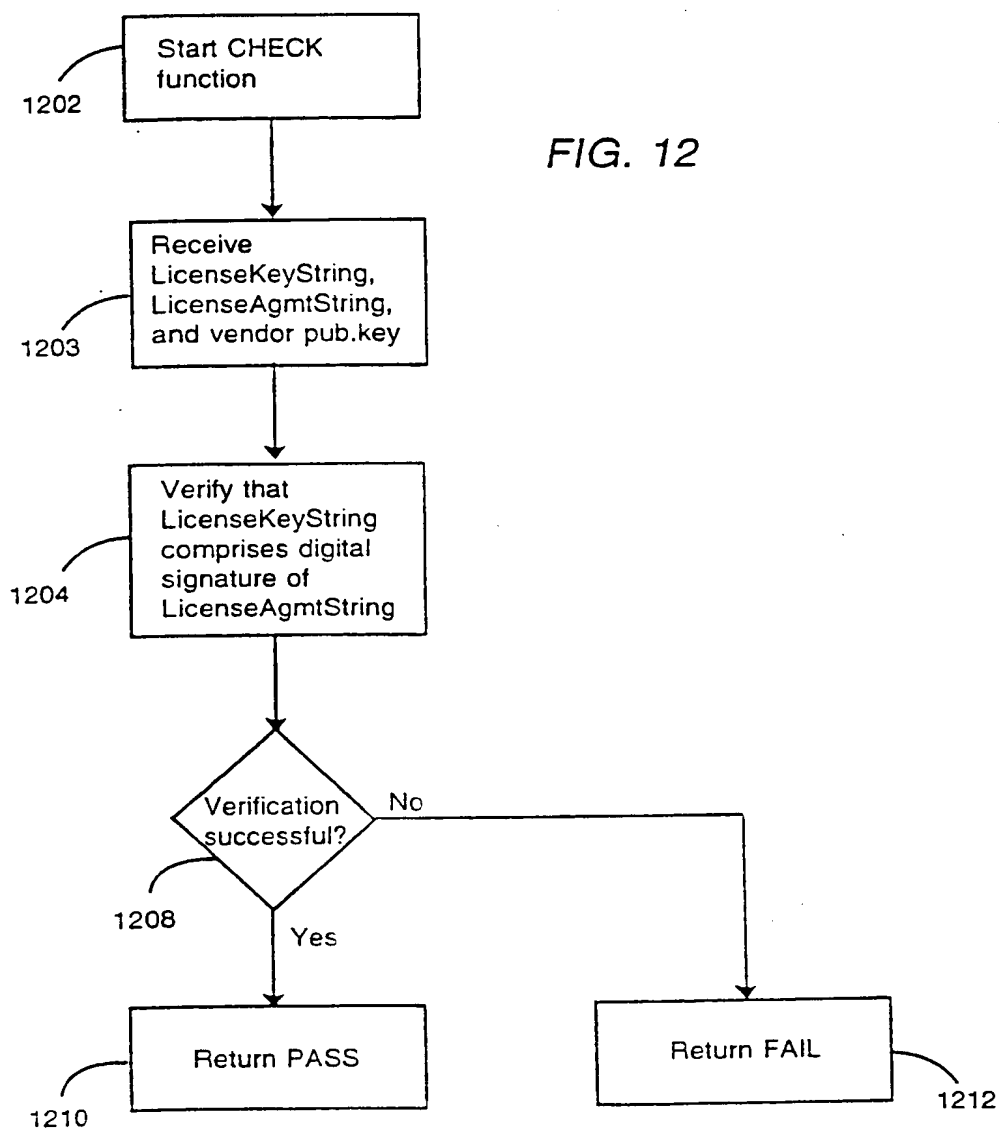 Start CHECK
function
1202
FIG. 12
Receive
LicenseKeyString,
LicenseAgmtString,
and vendor pub.key
1203
Verify that
LicenseKeyString
comprises digital
signature of
LicenseAgmtString
1204
Verification
successful?
No
1208
Yes
Return PASS
1210
Return FAIL
1212